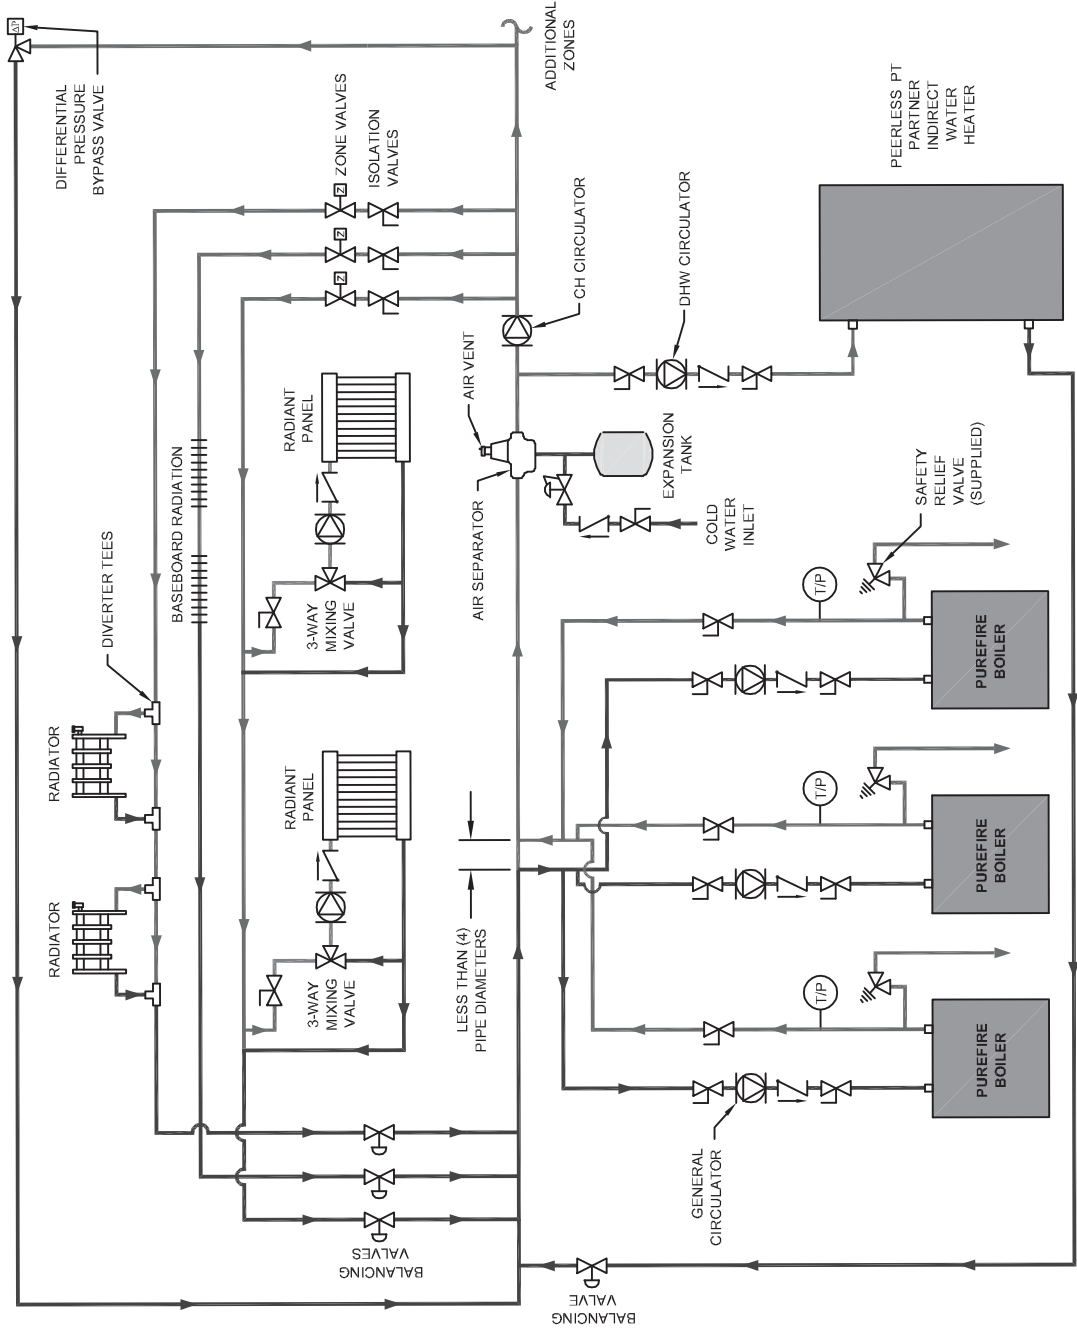 DIFFERENTIAL
PRESSURE
BYPASS VALVE
ΔP
ADDITIONAL
ZONES
ZONE VALVES
ISOLATION
VALVES
Z
Z
Z
CH CIRCULATOR
DHW CIRCULATOR
PEERLESS PT
PARTNER
INDIRECT
WATER
HEATER
AIR VENT
AIR SEPARATOR
EXPANSION
TANK
COLD
WATER
INLET
SAFETY
RELIEF
VALVE
(SUPPLIED)
RADIANT
PANEL
3-WAY
MIXING
VALVE
BASEBOARD RADIATION
DIVERTER TEES
RADIATOR
RADIATOR
RADIANT
PANEL
3-WAY
MIXING
VALVE
LESS THAN (4)
PIPE DIAMETERS
T/P
PUREFIRE
BOILER
T/P
PUREFIRE
BOILER
T/P
PUREFIRE
BOILER
GENERAL
CIRCULATOR
BALANCING
VALVES
BALANCING
VALVE